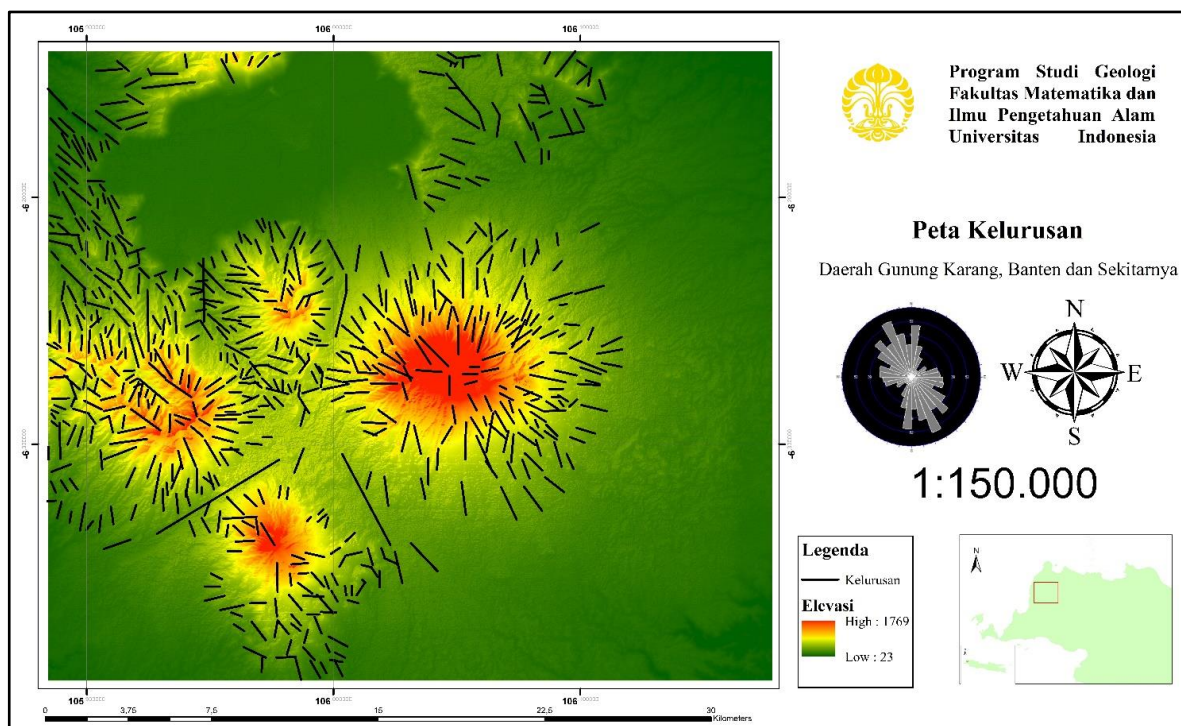 106
106
106
Program Studi Geologi
Fakultas Matematika dan
Ilmu Pengetahuan Alam
Universitas Indonesia
-6
-6
Peta Kelurusan
Daerah Gunung Karang, Banten dan Sekitarnya
N
W
E
S
1:150.000
-6
-6
Legenda
Kelurusan
Elevasi
High : 1769
Low : 23
N
106
106
106
0
3,75
7,5
15
22,5
30
Kilometers